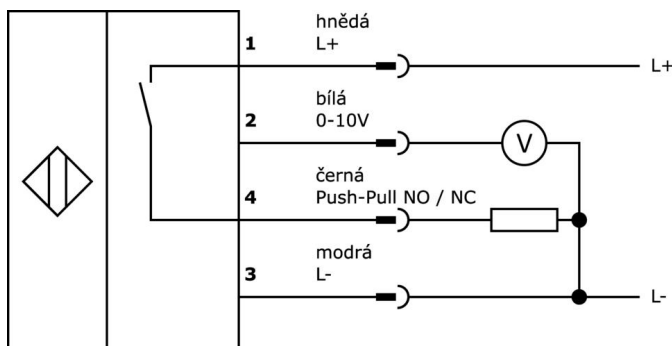 hnědá
1 L+
L+
bílá
2 0-10V
V
černá
4 Push-Pull NO / NC
modrá
3 L-
L-